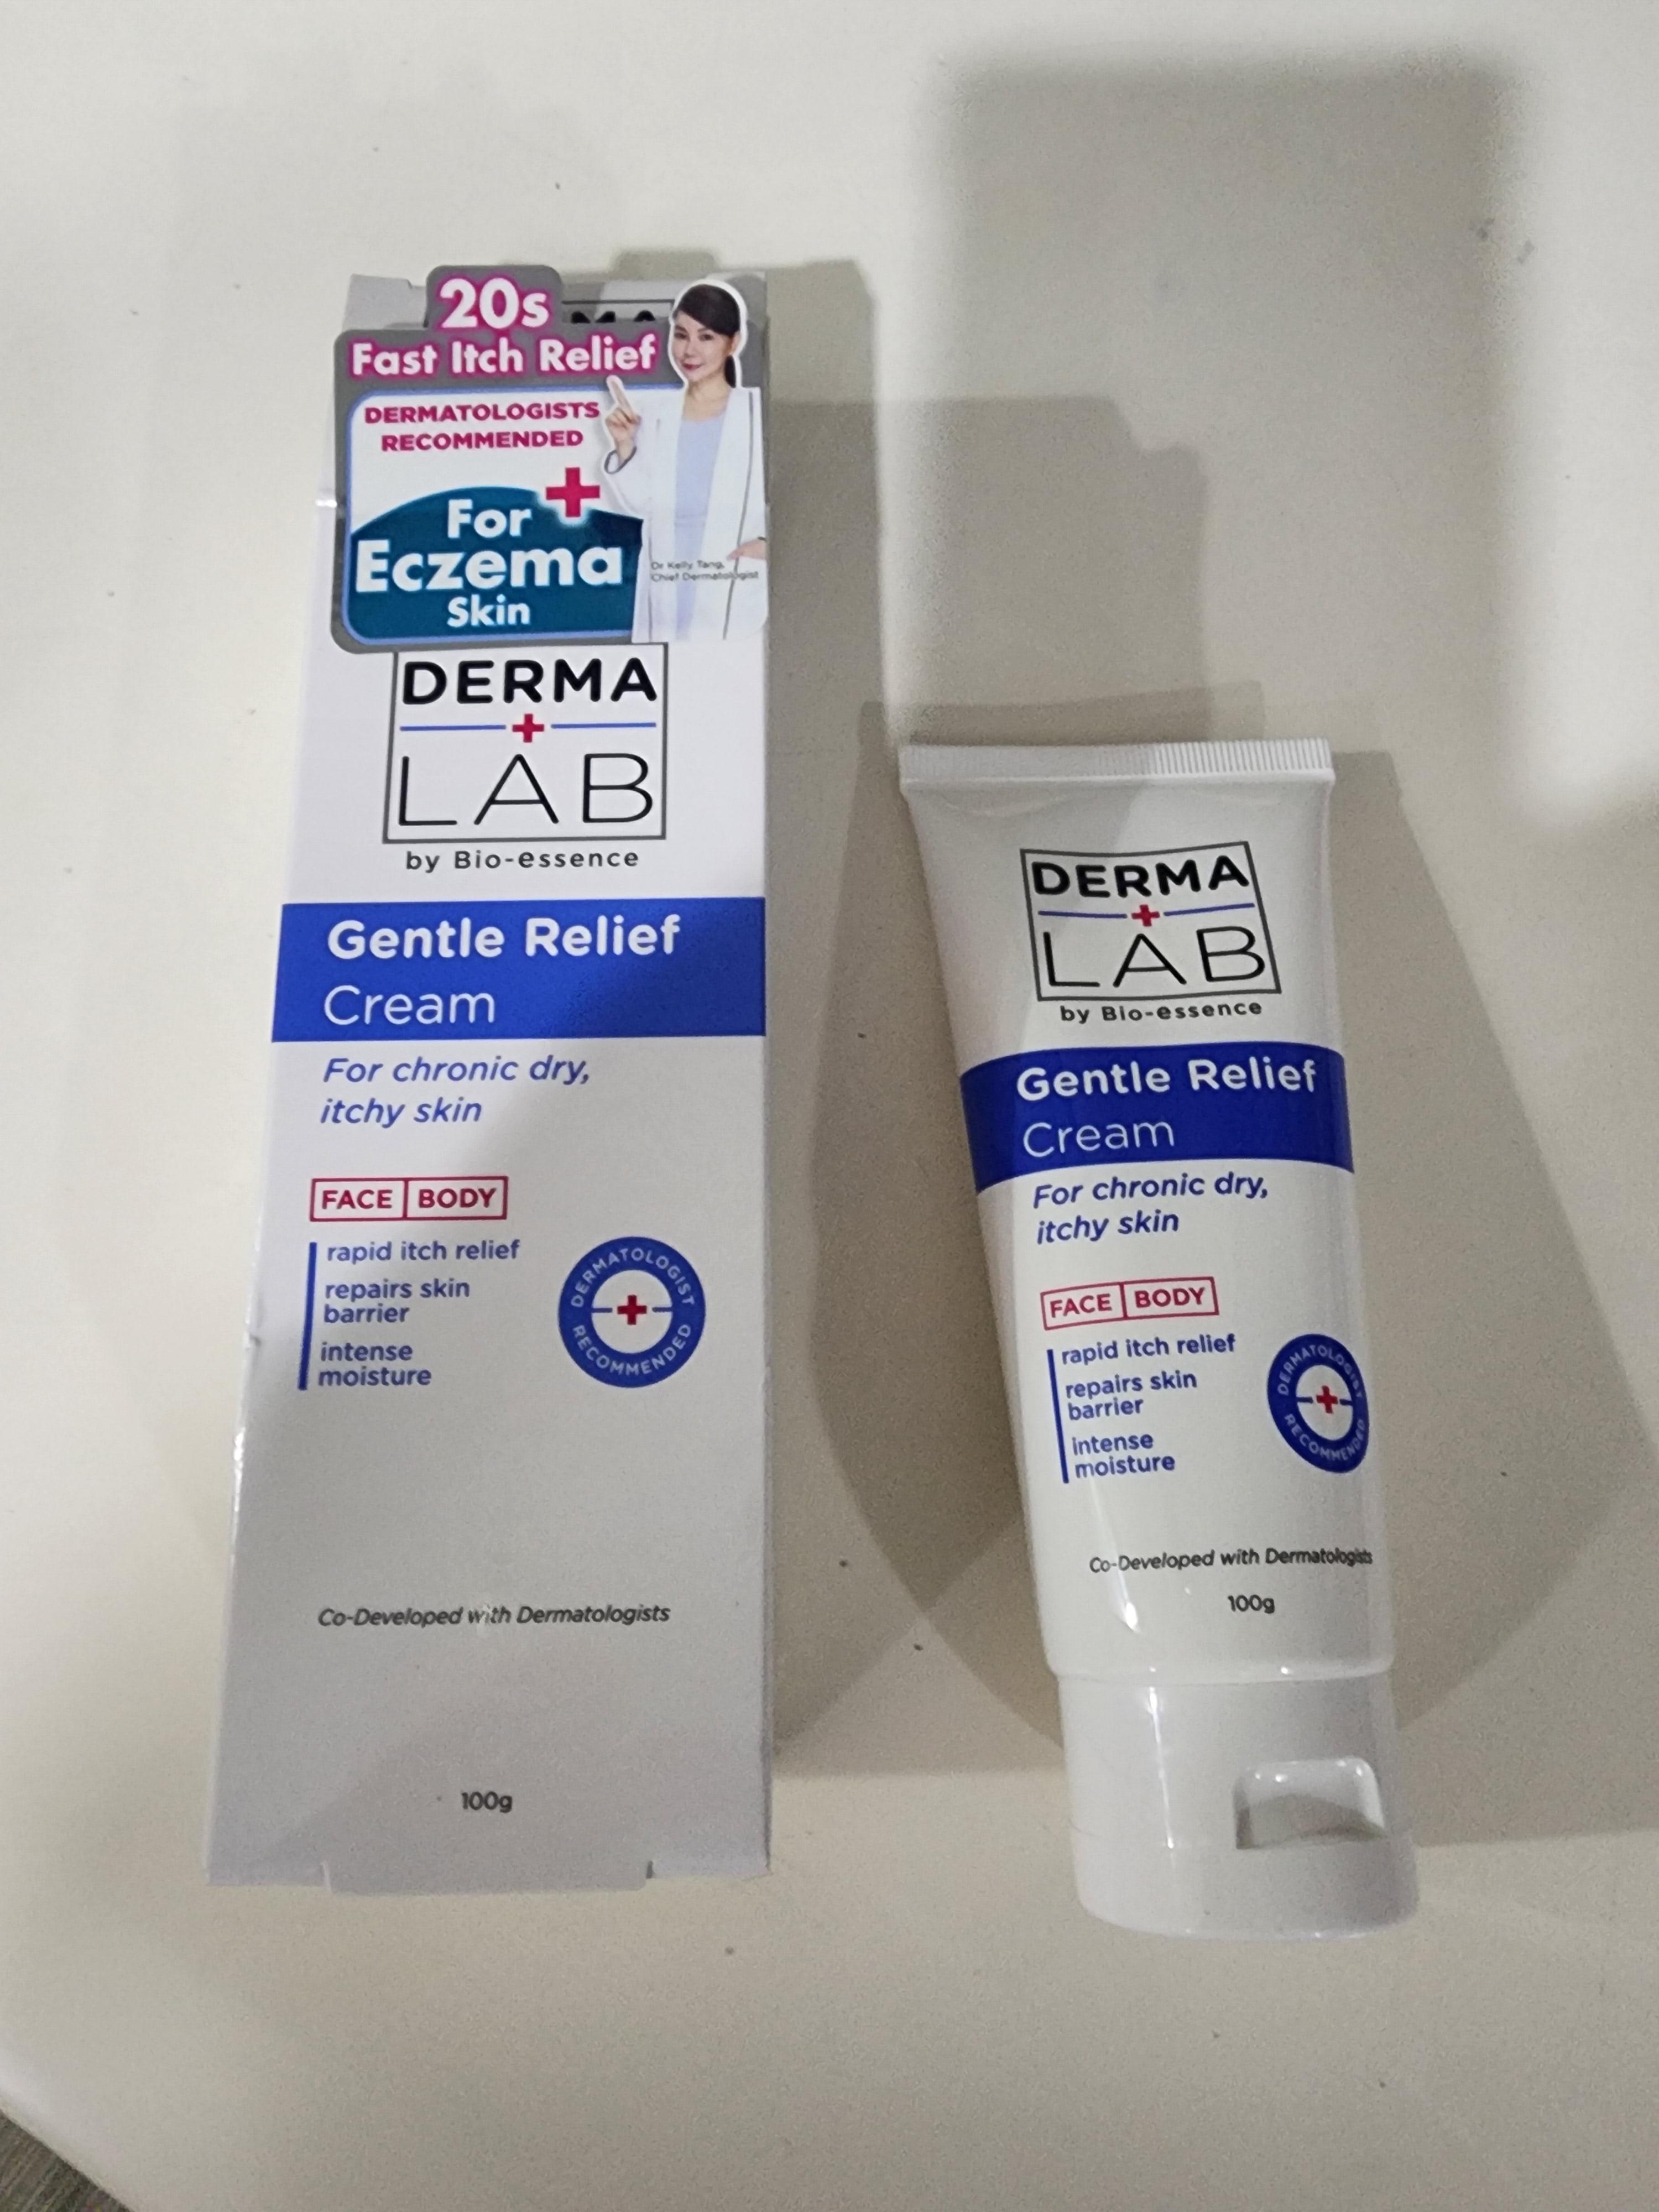 20s
Fast Itch Relief
DERMATOLOGISTS
RECOMMENDED
For
Eczema
Skin
Dr Kelly Tang,
Chief Dermatologist
DERMA
LAB
by Bio-essence
Gentle Relief
Cream
For chronic dry,
itchy skin
FACE BODY
rapid itch relief
repairs skin
barrier
intense
moisture
DERMATOLOGIST RECOMMENDED
Co-Developed with Dermatologists
100g
DERMA
LAB
by Bio-essence
Gentle Relief
Cream
For chronic dry,
itchy skin
FACE BODY
rapid itch relief
repairs skin
barrier
intense
moisture
DERMATOLOGIST RECOMMENDED
Co-Developed with Dermatologists
100g